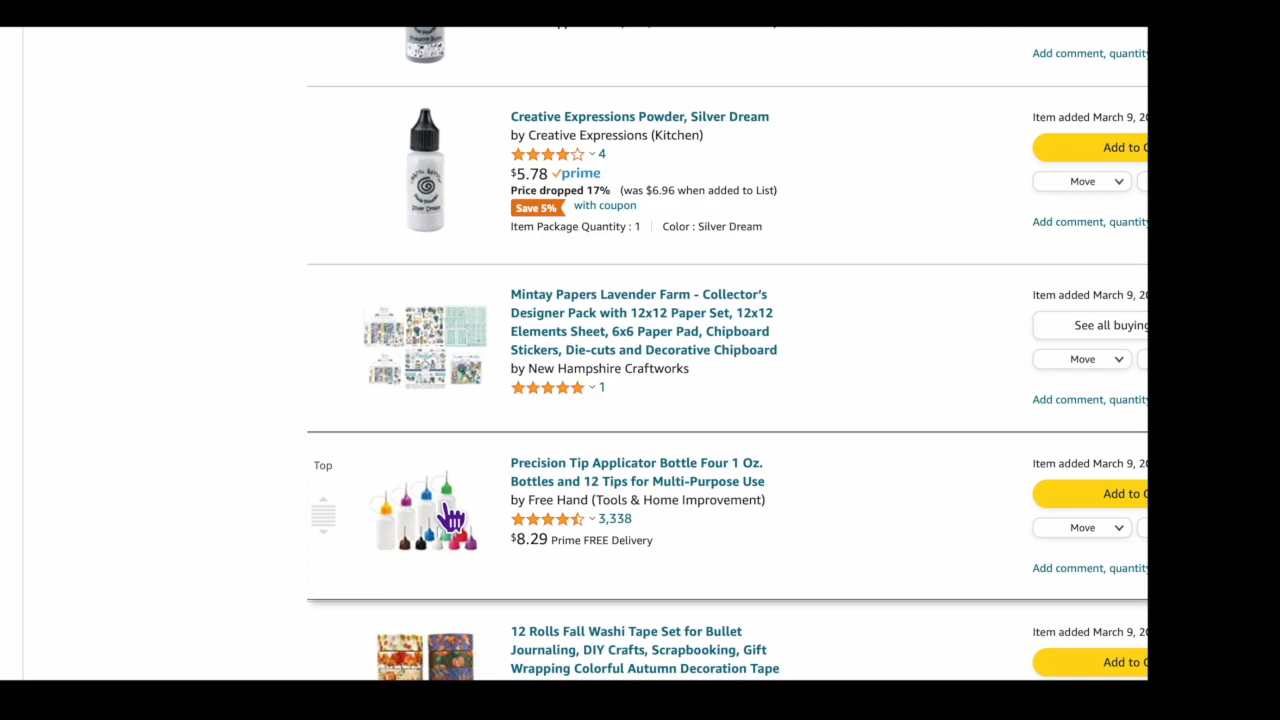 Add comment, quantity
Creative Expressions Powder, Silver Dream
by Creative Expressions (Kitchen)
4
$5.78 prime
Price dropped 17% (was $6.96 when added to List)
Save 5% with coupon
Item Package Quantity : 1 Color : Silver Dream
Item added March 9, 20
Add to C
Move
Add comment, quantity
Mintay Papers Lavender Farm - Collector's
Designer Pack with 12x12 Paper Set, 12x12
Elements Sheet, 6x6 Paper Pad, Chipboard
Stickers, Die-cuts and Decorative Chipboard
by New Hampshire Craftworks
1
Item added March 9, 20
See all buying
Move
Add comment, quantity
Top
Precision Tip Applicator Bottle Four 1 Oz.
Bottles and 12 Tips for Multi-Purpose Use
by Free Hand (Tools & Home Improvement)
3,338
$8.29 Prime FREE Delivery
Item added March 9, 20
Add to C
Move
Add comment, quantity
12 Rolls Fall Washi Tape Set for Bullet
Journaling, DIY Crafts, Scrapbooking, Gift
Wrapping Colorful Autumn Decoration Tape
Item added March 9, 20
Add to C